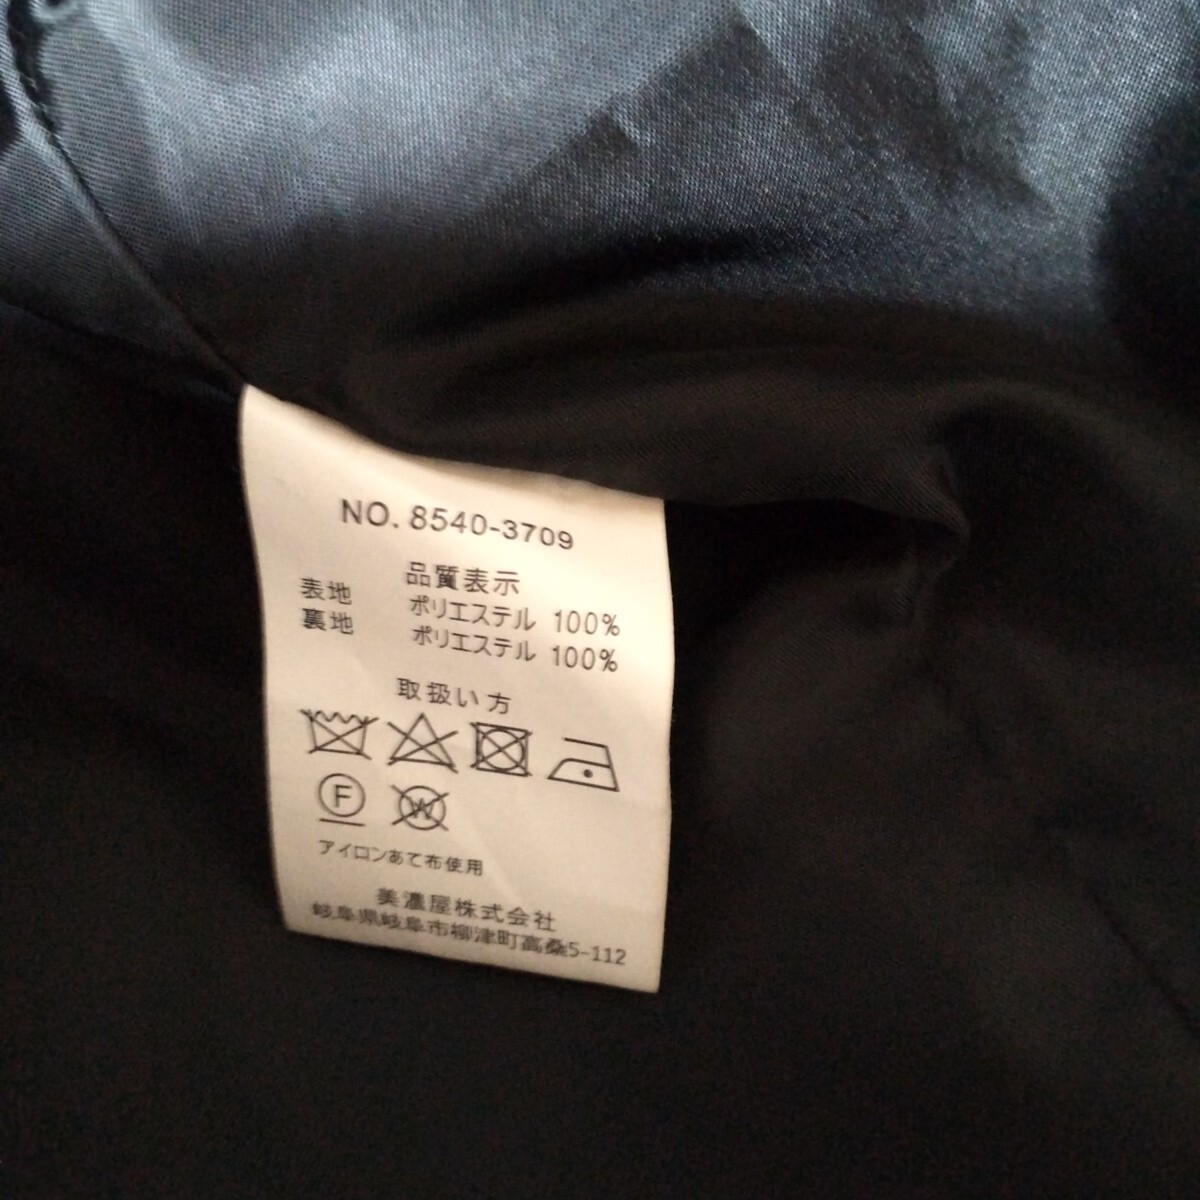 NO. 8540-3709
品質表示
表地 ポリエステル 100%
裏地 ポリエステル 100%
取扱い方
F W
アイロンあて布使用
美濃屋株式会社
岐阜県岐阜市柳津町高桑5-112